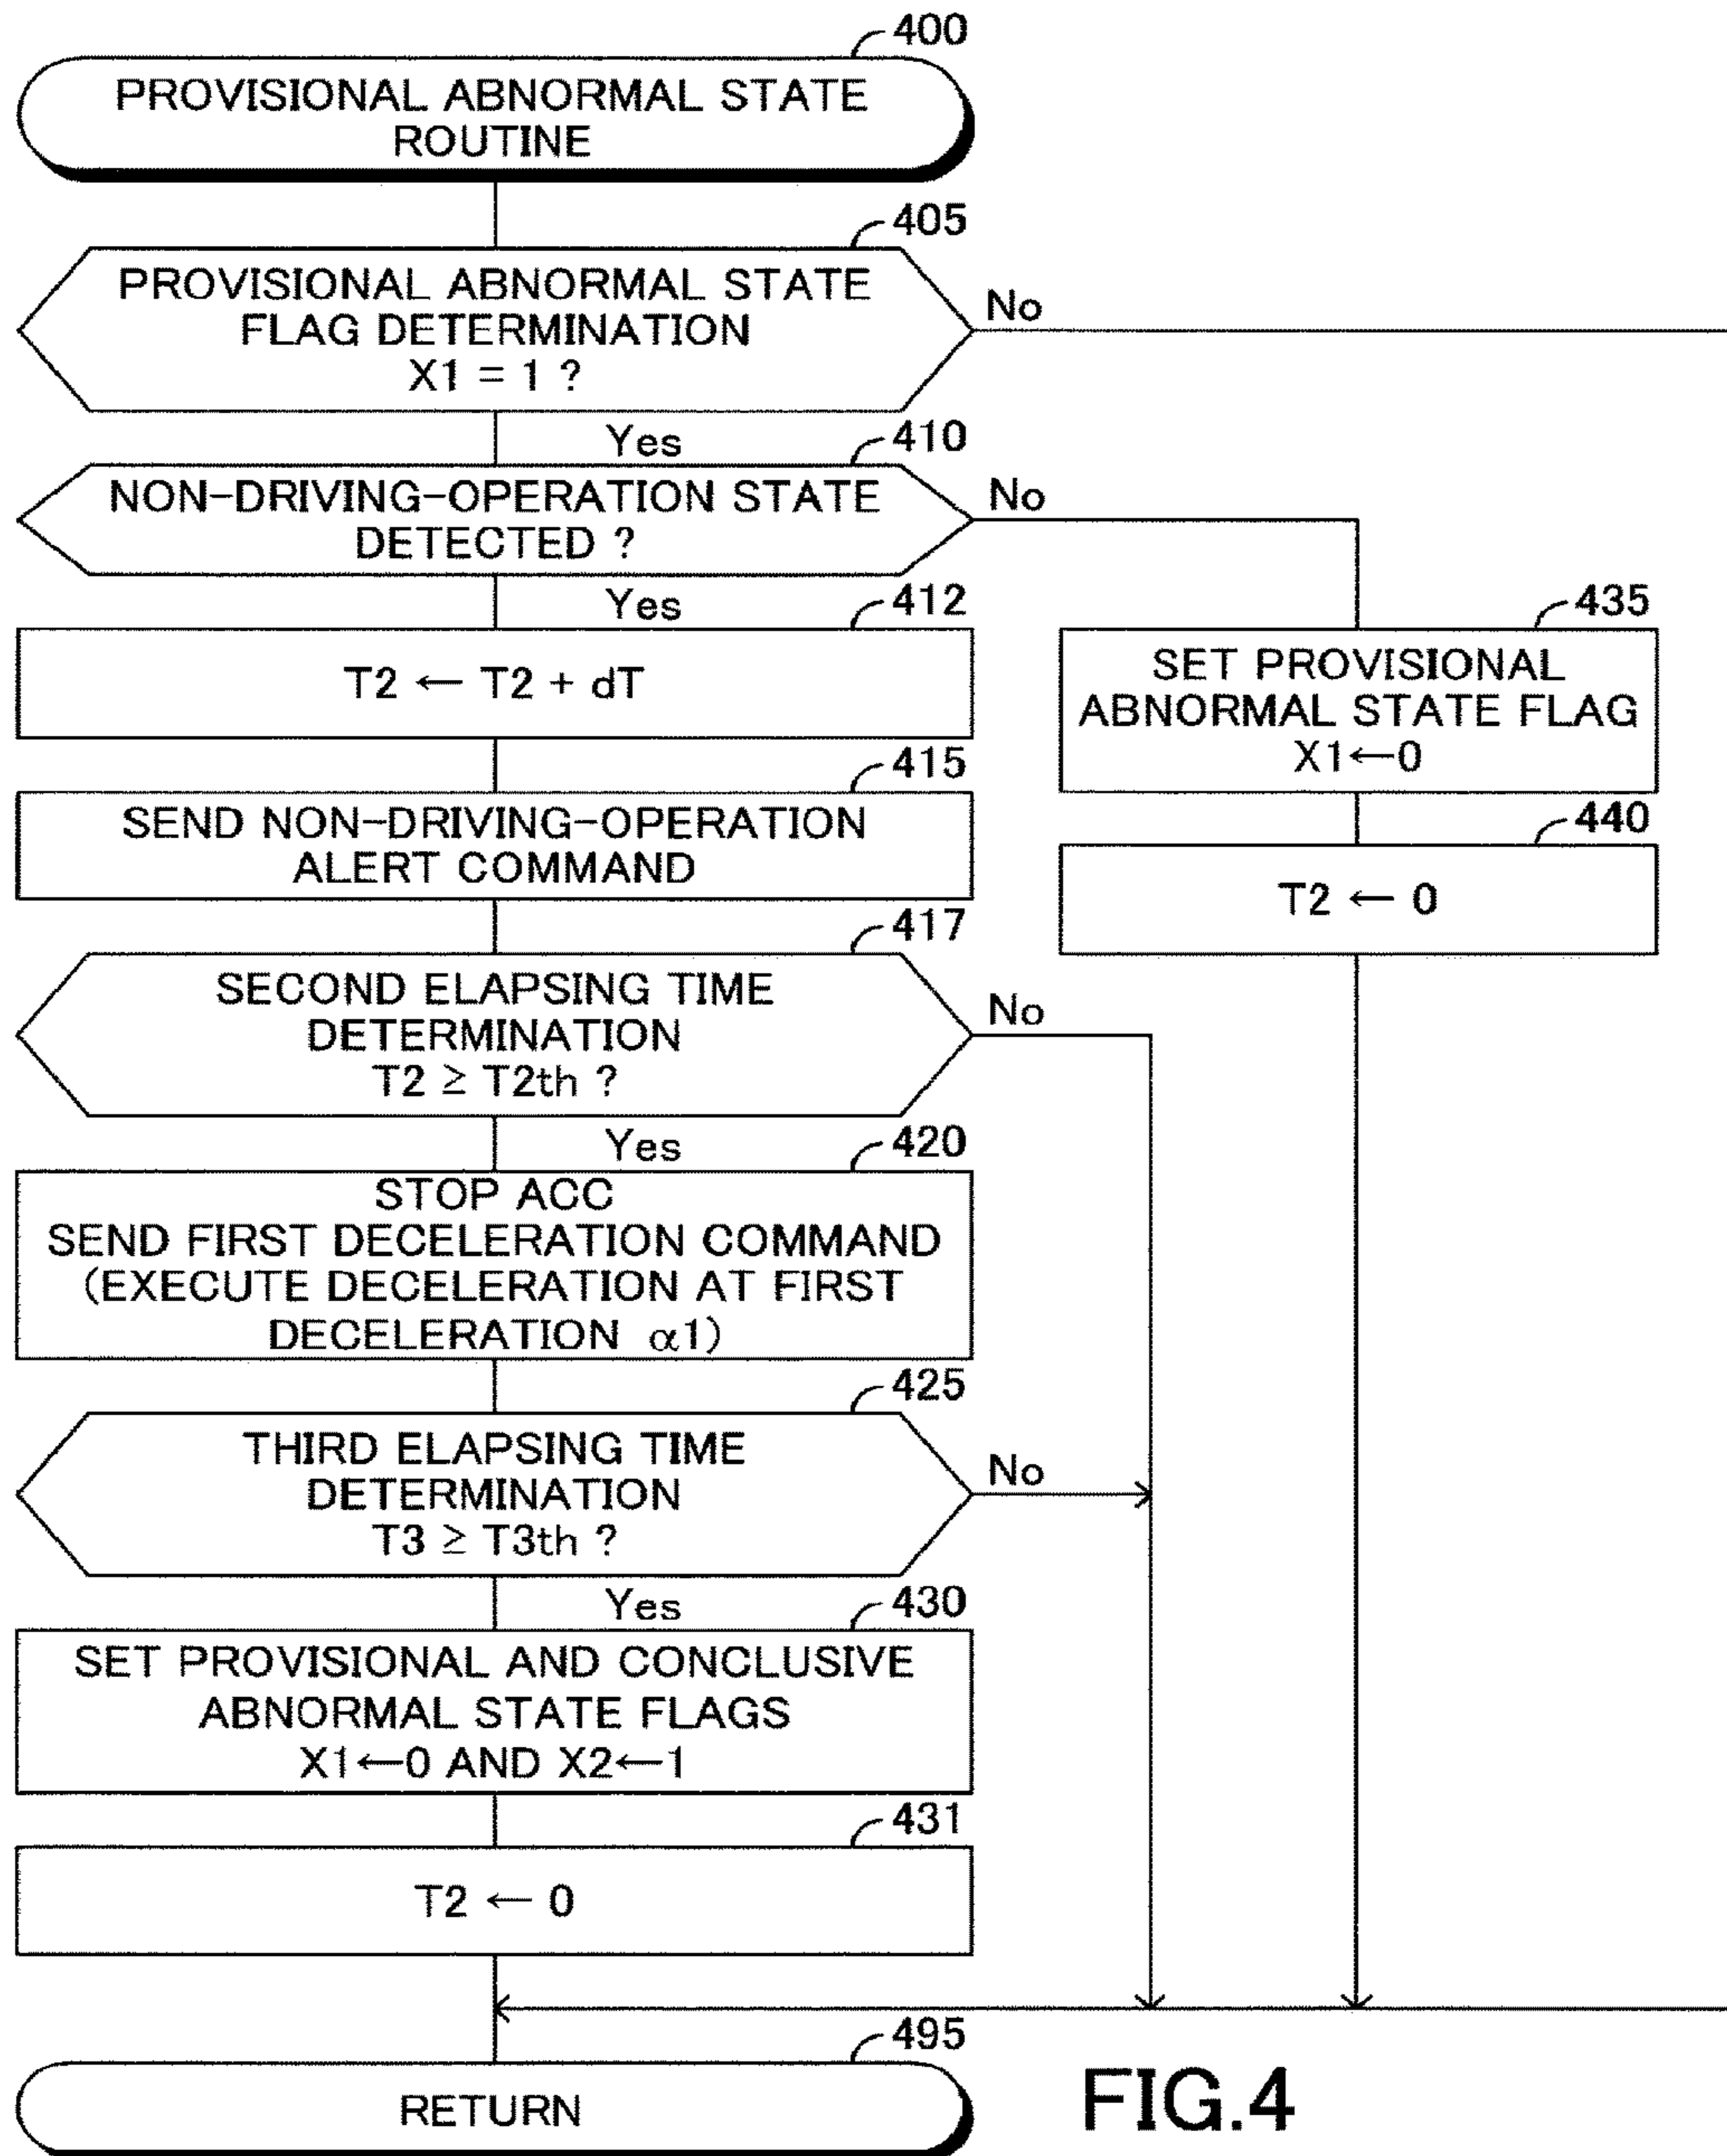 400
PROVISIONAL ABNORMAL STATE
ROUTINE
405
PROVISIONAL ABNORMAL STATE
FLAG DETERMINATION
X1 = 1 ?
No
Yes
410
NON-DRIVING-OPERATION STATE
DETECTED ?
No
Yes
412
T2 ← T2 + dT
435
SET PROVISIONAL
ABNORMAL STATE FLAG
X1←0
415
SEND NON-DRIVING-OPERATION
ALERT COMMAND
440
T2 ← 0
417
SECOND ELAPSING TIME
DETERMINATION
T2 ≥ T2th ?
No
Yes
420
STOP ACC
SEND FIRST DECELERATION COMMAND
(EXECUTE DECELERATION AT FIRST
DECELERATION α1)
425
THIRD ELAPSING TIME
DETERMINATION
T3 ≥ T3th ?
No
Yes
430
SET PROVISIONAL AND CONCLUSIVE
ABNORMAL STATE FLAGS
X1←0 AND X2←1
431
T2 ← 0
495
RETURN
FIG.4